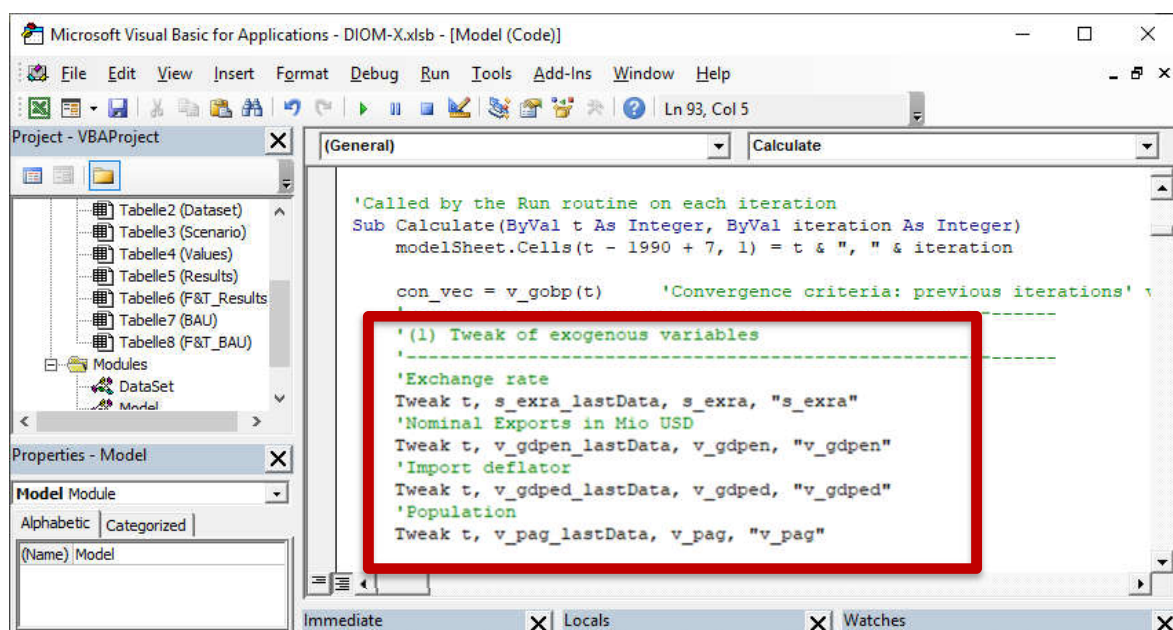 Microsoft Visual Basic for Applications - DIOM-X.xlsb - [Model (Code)]
File Edit View Insert Format Debug Run Tools Add-Ins Window Help
Ln 93, Col 5
Project - VBAProject
Tabelle2 (Dataset)
Tabelle3 (Scenario)
Tabelle4 (Values)
Tabelle5 (Results)
Tabelle6 (F&T_Results
Tabelle7 (BAU)
Tabelle8 (F&T_BAU)
Modules
DataSet
Model
Properties - Model
Model Module
Alphabetic Categorized
(Name) Model
(General) Calculate
'Called by the Run routine on each iteration
Sub Calculate(ByVal t As Integer, ByVal iteration As Integer)
modelSheet.Cells(t - 1990 + 7, 1) = t & ", " & iteration
con_vec = v_gobp(t) 'Convergence criteria: previous iterations'
'(1) Tweak of exogenous variables
'----------------------------------------------------------
'Exchange rate
Tweak t, s_exra_lastData, s_exra, "s_exra"
'Nominal Exports in Mio USD
Tweak t, v_gdpen_lastData, v_gdpen, "v_gdpen"
'Import deflator
Tweak t, v_gdped_lastData, v_gdped, "v_gdped"
'Population
Tweak t, v_pag_lastData, v_pag, "v_pag"
Immediate Locals Watches